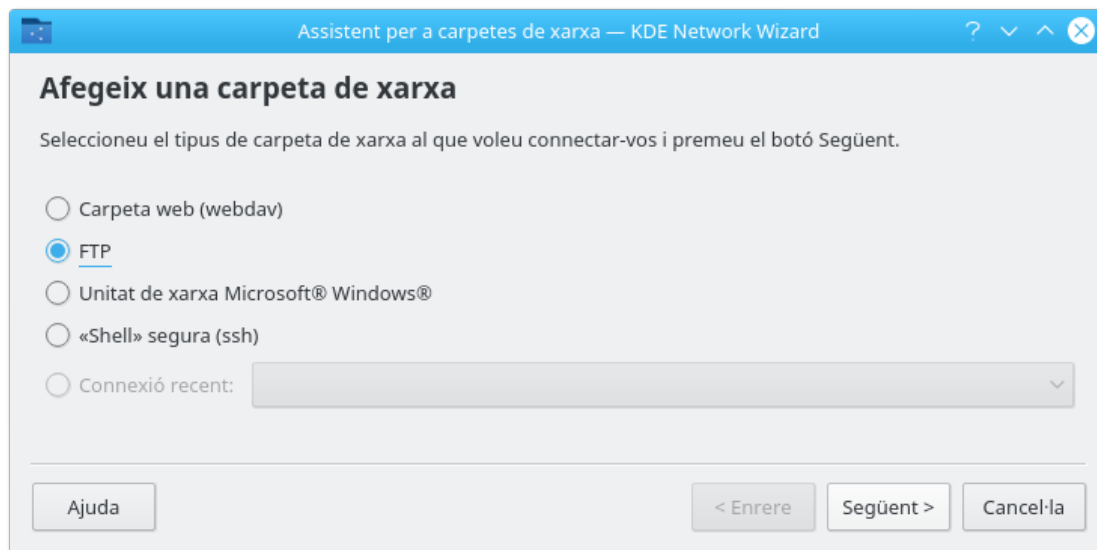 Assistent per a carpetes de xarxa — KDE Network Wizard
Afegeix una carpeta de xarxa
Seleccioneu el tipus de carpeta de xarxa al que voleu connectar-vos i premeu el botó Següent.
Carpeta web (webdav)
FTP
Unitat de xarxa Microsoft® Windows®
«Shell» segura (ssh)
Connexió recent:
Ajuda < Enrere Següent > Cancel·la